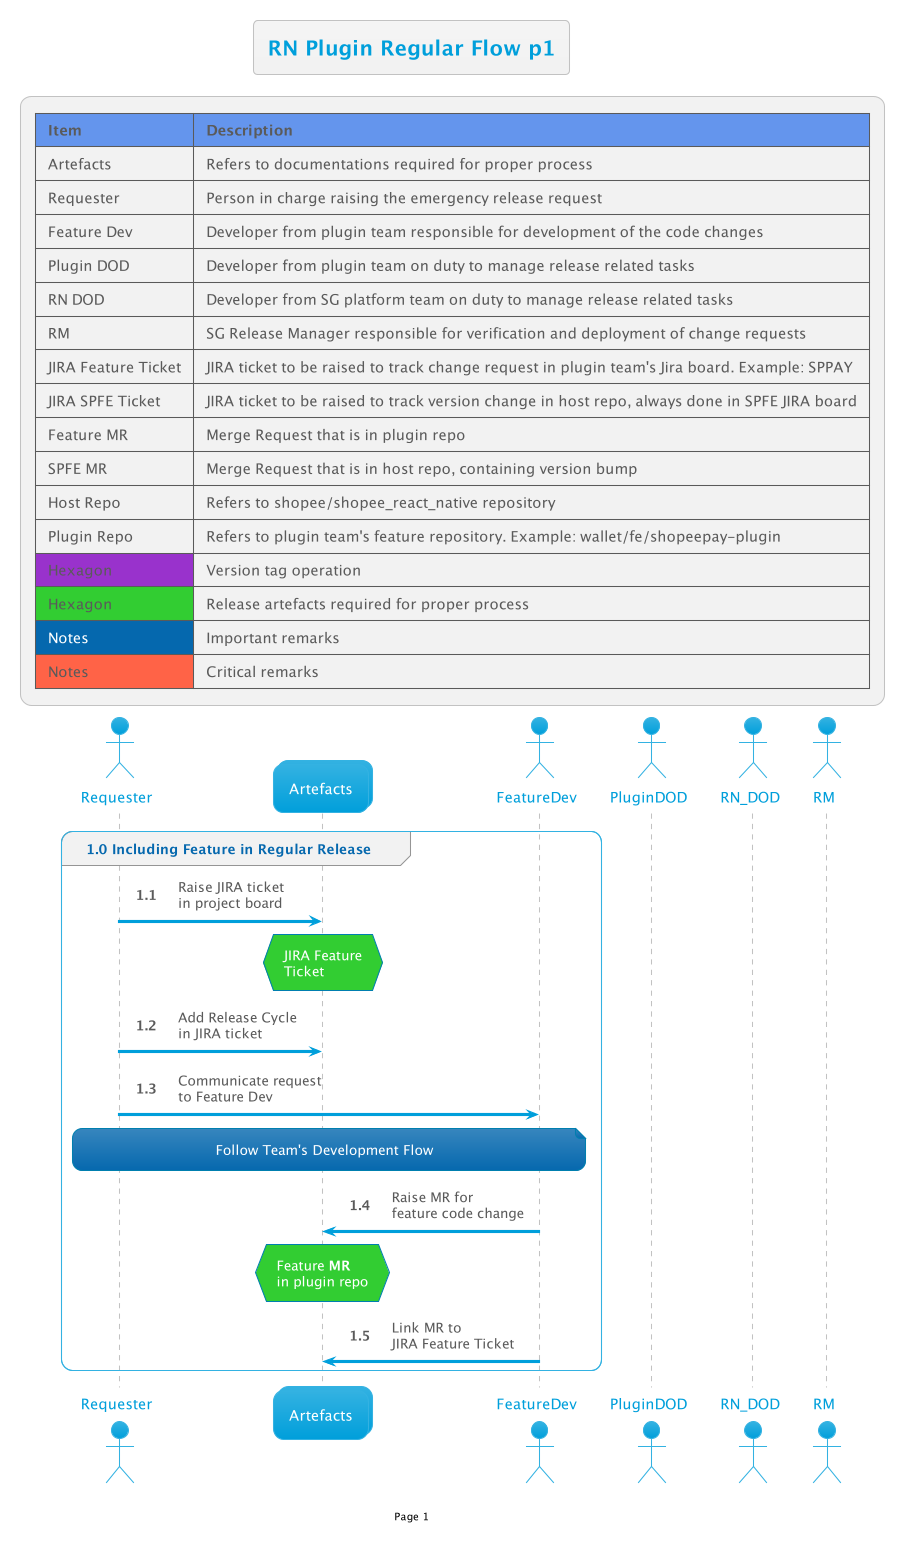 RN Plugin Regular Flow p1
Item Description
Artefacts Refers to documentations required for proper process
Requester Person in charge raising the emergency release request
Feature Dev Developer from plugin team responsible for development of the code changes
Plugin DOD Developer from plugin team on duty to manage release related tasks
RN DOD Developer from SG platform team on duty to manage release related tasks
RM SG Release Manager responsible for verification and deployment of change requests
JIRA Feature Ticket JIRA ticket to be raised to track change request in plugin team's Jira board. Example: SPPAY
JIRA SPFE Ticket JIRA ticket to be raised to track version change in host repo, always done in SPFE JIRA board
Feature MR Merge Request that is in plugin repo
SPFE MR Merge Request that is in host repo, containing version bump
Host Repo Refers to shopee/shopee_react_native repository
Plugin Repo Refers to plugin team's feature repository. Example: wallet/fe/shopeepay-plugin
Hexagon Version tag operation
Hexagon Release artefacts required for proper process
Notes Important remarks
Notes Critical remarks
Requester Artefacts FeatureDev PluginDOD RN_DOD RM
1.0 Including Feature in Regular Release
1.1 Raise JIRA ticket
in project board
JIRA Feature
Ticket
1.2 Add Release Cycle
in JIRA ticket
1.3 Communicate request
to Feature Dev
Follow Team's Development Flow
1.4 Raise MR for
feature code change
Feature MR
in plugin repo
1.5 Link MR to
JIRA Feature Ticket
Requester Artefacts FeatureDev PluginDOD RN_DOD RM
Page 1